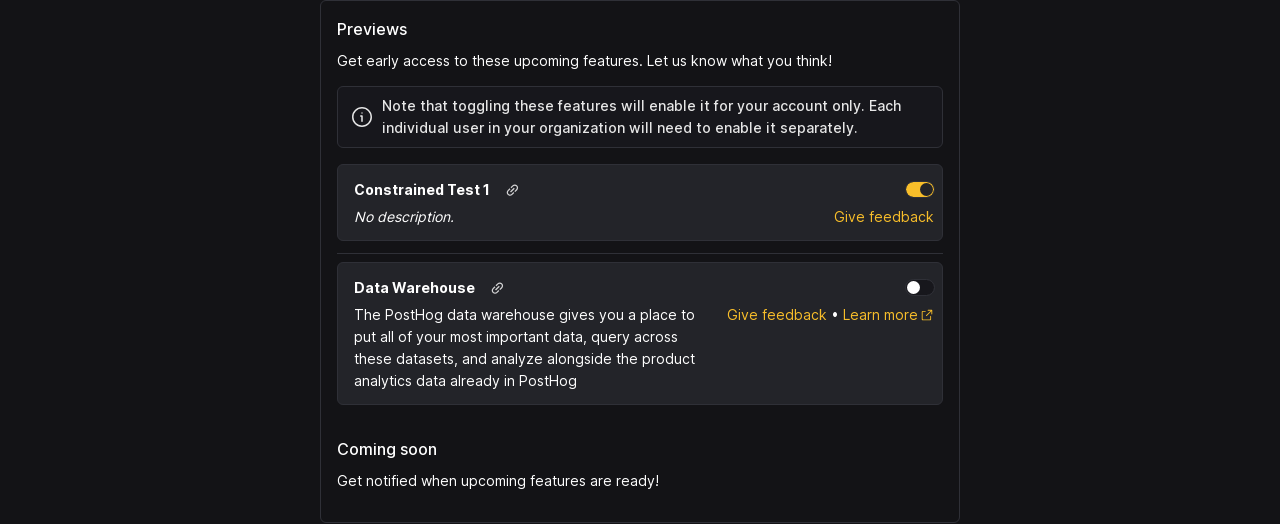 Previews
Get early access to these upcoming features. Let us know what you think!
Note that toggling these features will enable it for your account only. Each
individual user in your organization will need to enable it separately.
Constrained Test 1
No description.
Give feedback
Data Warehouse
The PostHog data warehouse gives you a place to
put all of your most important data, query across
these datasets, and analyze alongside the product
analytics data already in PostHog
Give feedback • Learn more
Coming soon
Get notified when upcoming features are ready!